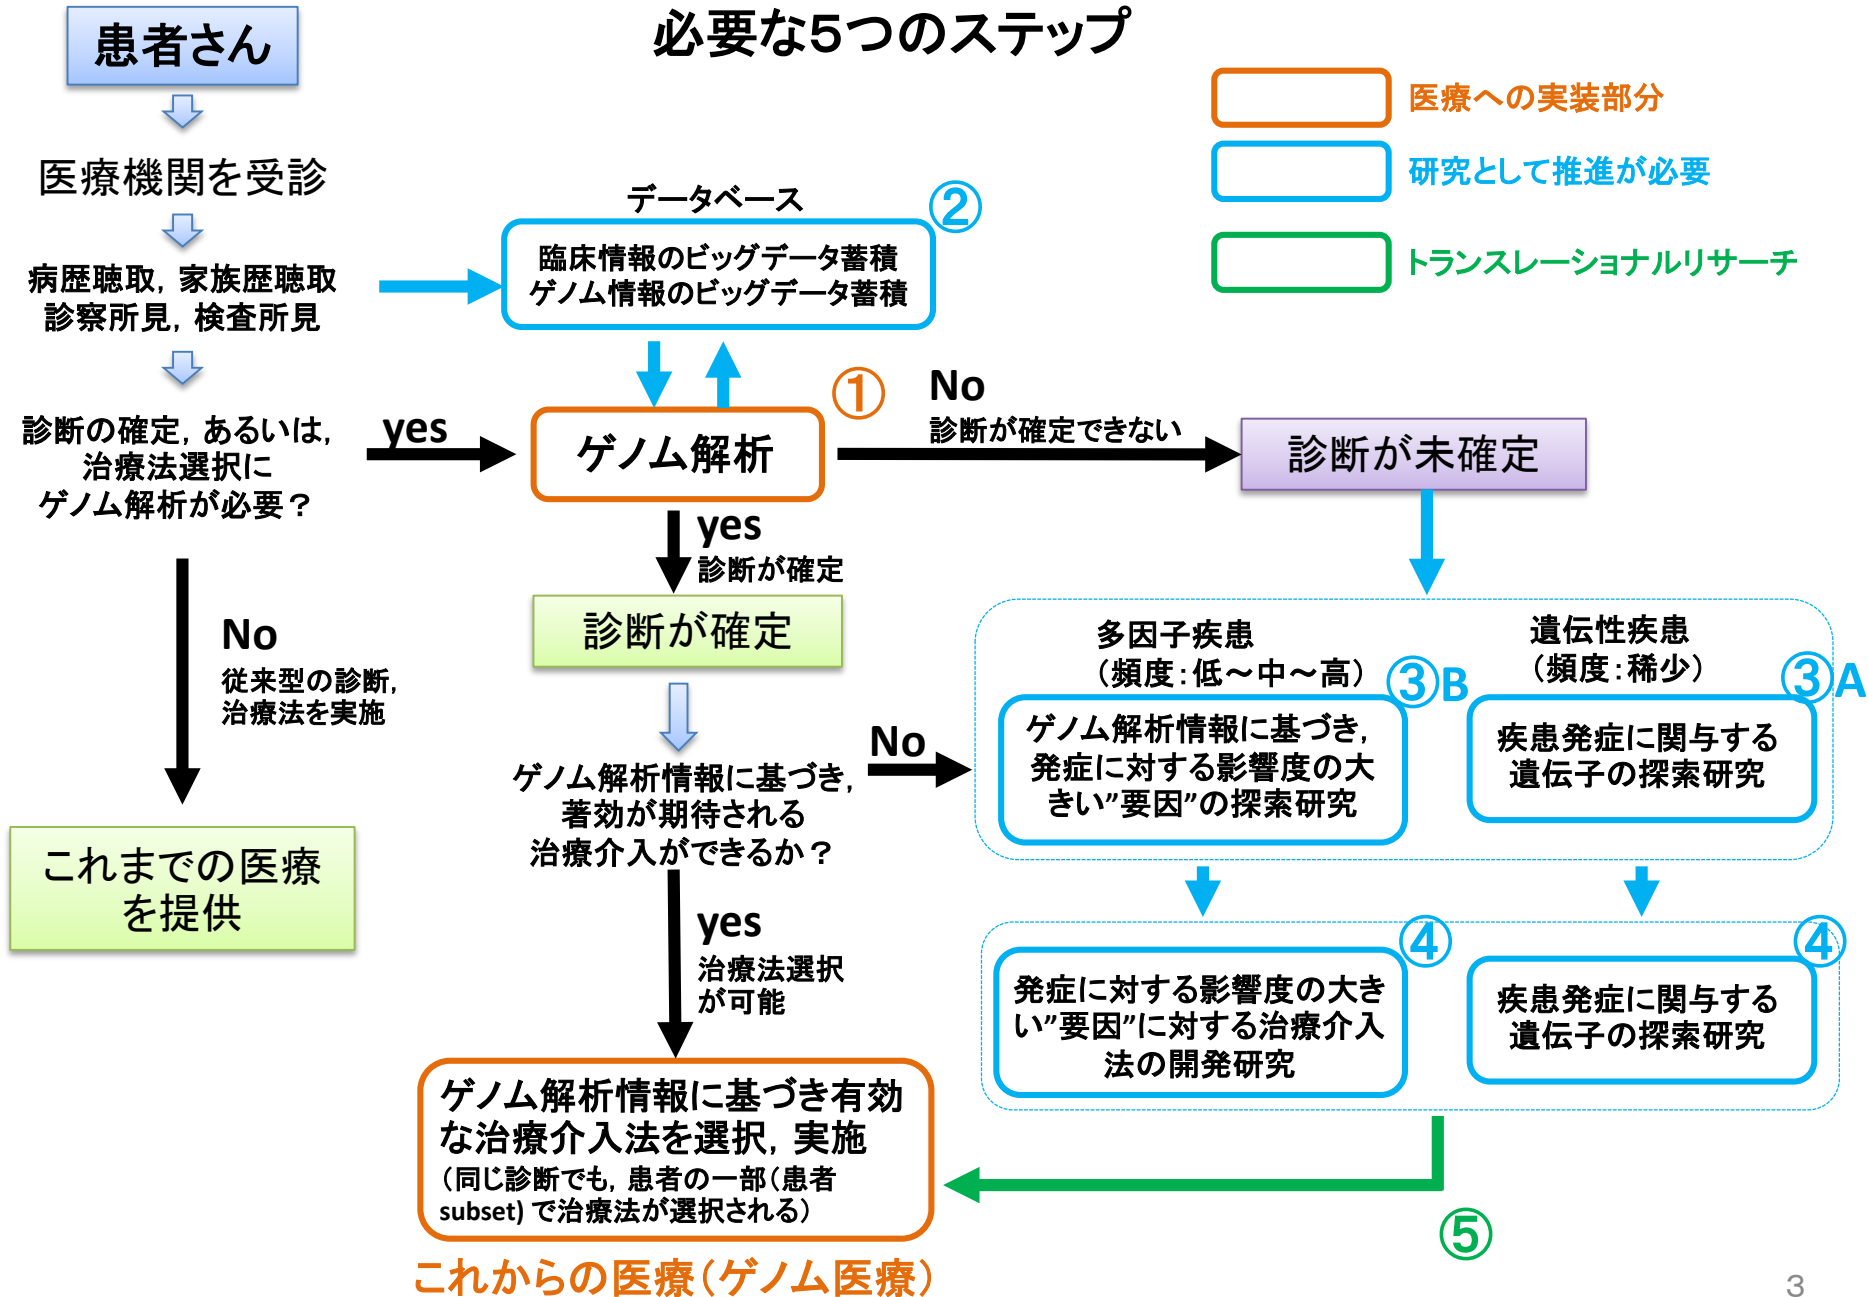 必要な5つのステップ
患者さん
医療機関を受診
病歴聴取，家族歴聴取
診察所見，検査所見
診断の確定，あるいは，
治療法選択に
ゲノム解析が必要？
No
従来型の診断，
治療法を実施
これまでの医療
を提供
yes
データベース
②
臨床情報のビッグデータ蓄積
ゲノム情報のビッグデータ蓄積
①
ゲノム解析
yes
診断が確定
診断が確定
ゲノム解析情報に基づき，
著効が期待される
治療介入ができるか？
yes
治療法選択
が可能
ゲノム解析情報に基づき有効
な治療介入法を選択，実施
（同じ診断でも，患者の一部（患者
subset) で治療法が選択される）
これからの医療（ゲノム医療）
医療への実装部分
研究として推進が必要
トランスレーショナルリサーチ
No
診断が確定できない
診断が未確定
No
多因子疾患
（頻度：低～中～高）
③B
ゲノム解析情報に基づき，
発症に対する影響度の大
きい”要因”の探索研究
遺伝性疾患
（頻度：稀少）
③A
疾患発症に関与する
遺伝子の探索研究
④
発症に対する影響度の大き
い”要因”に対する治療介入
法の開発研究
④
疾患発症に関与する
遺伝子の探索研究
⑤
3